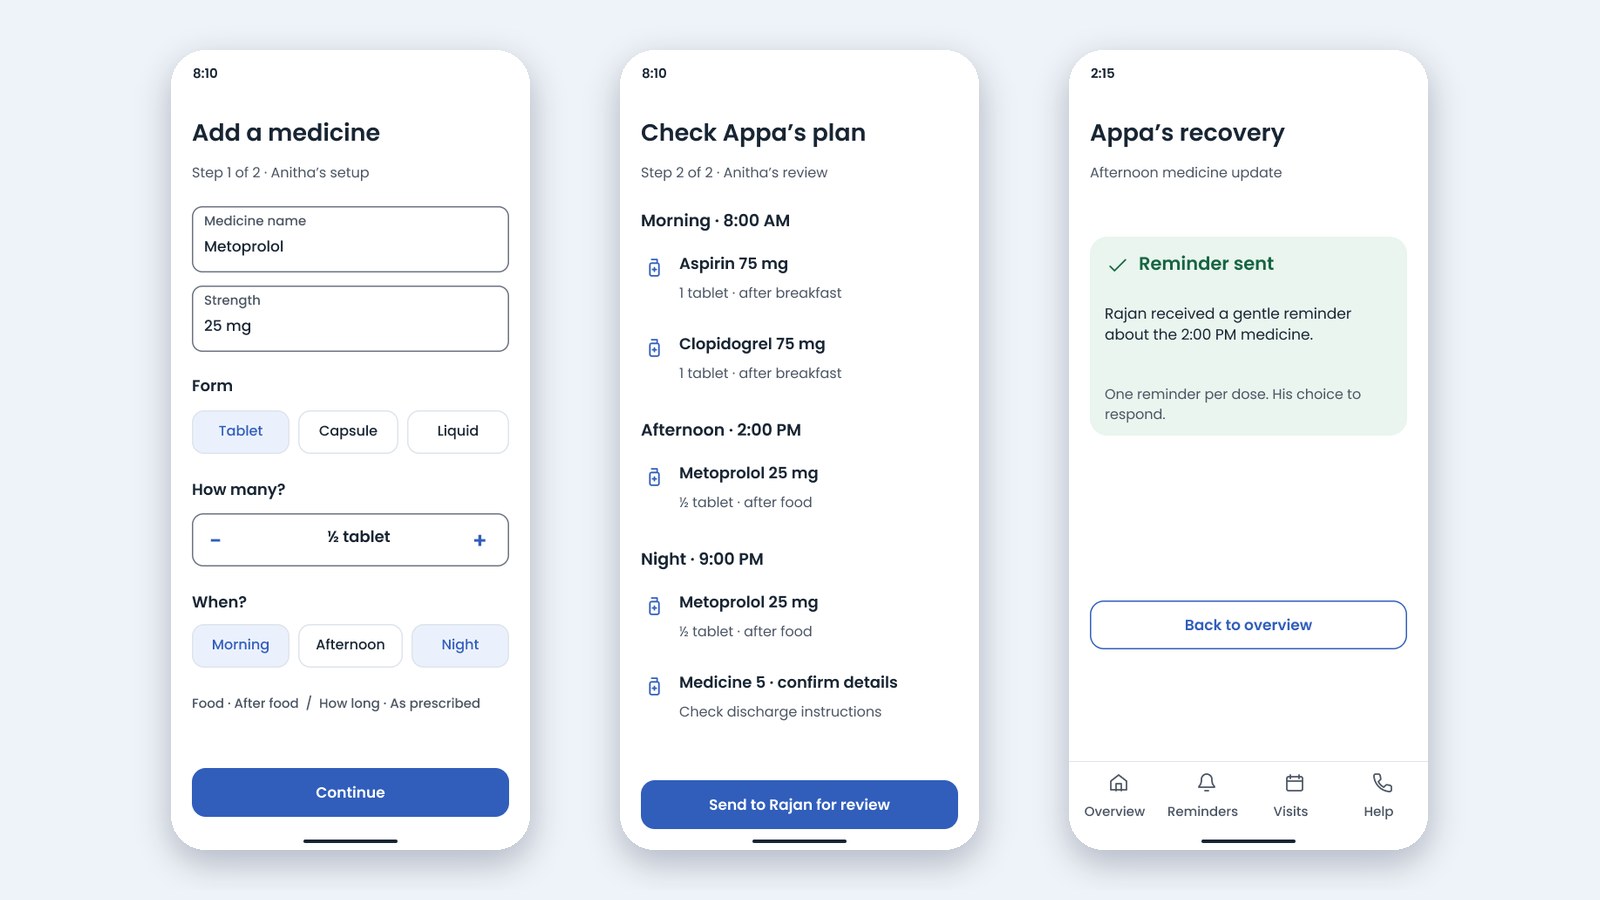 8:10
Add a medicine
Step 1 of 2 · Anitha’s setup
Medicine name
Metoprolol
Strength
25 mg
Form
Tablet
Capsule
Liquid
How many?
–
½ tablet
+
When?
Morning
Afternoon
Night
Food · After food / How long · As prescribed
Continue
8:10
Check Appa’s plan
Step 2 of 2 · Anitha’s review
Morning · 8:00 AM
Aspirin 75 mg
1 tablet · after breakfast
Clopidogrel 75 mg
1 tablet · after breakfast
Afternoon · 2:00 PM
Metoprolol 25 mg
½ tablet · after food
Night · 9:00 PM
Metoprolol 25 mg
½ tablet · after food
Medicine 5 · confirm details
Check discharge instructions
Send to Rajan for review
2:15
Appa’s recovery
Afternoon medicine update
Reminder sent
Rajan received a gentle reminder
about the 2:00 PM medicine.
One reminder per dose. His choice to
respond.
Back to overview
Overview
Reminders
Visits
Help